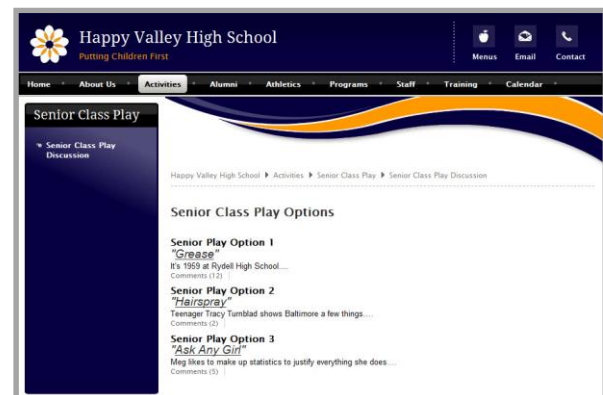 Happy Valley High School
Putting Children First
Menus Email Contact
Home About Us Activities Alumni Athletics Programs Staff Training Calendar
Senior Class Play
Senior Class Play
Discussion
Happy Valley High School Activities Senior Class Play Senior Class Play Discussion
Senior Class Play Options
Senior Play Option 1
"Grease"
It's 1959 at Rydell High School....
Comments (12)
Senior Play Option 2
"Hairspray"
Teenager Tracy Turnblad shows Baltimore a few things....
Comments (2)
Senior Play Option 3
"Ask Any Girl"
Meg likes to make up statistics to justify everything she does....
Comments (5)